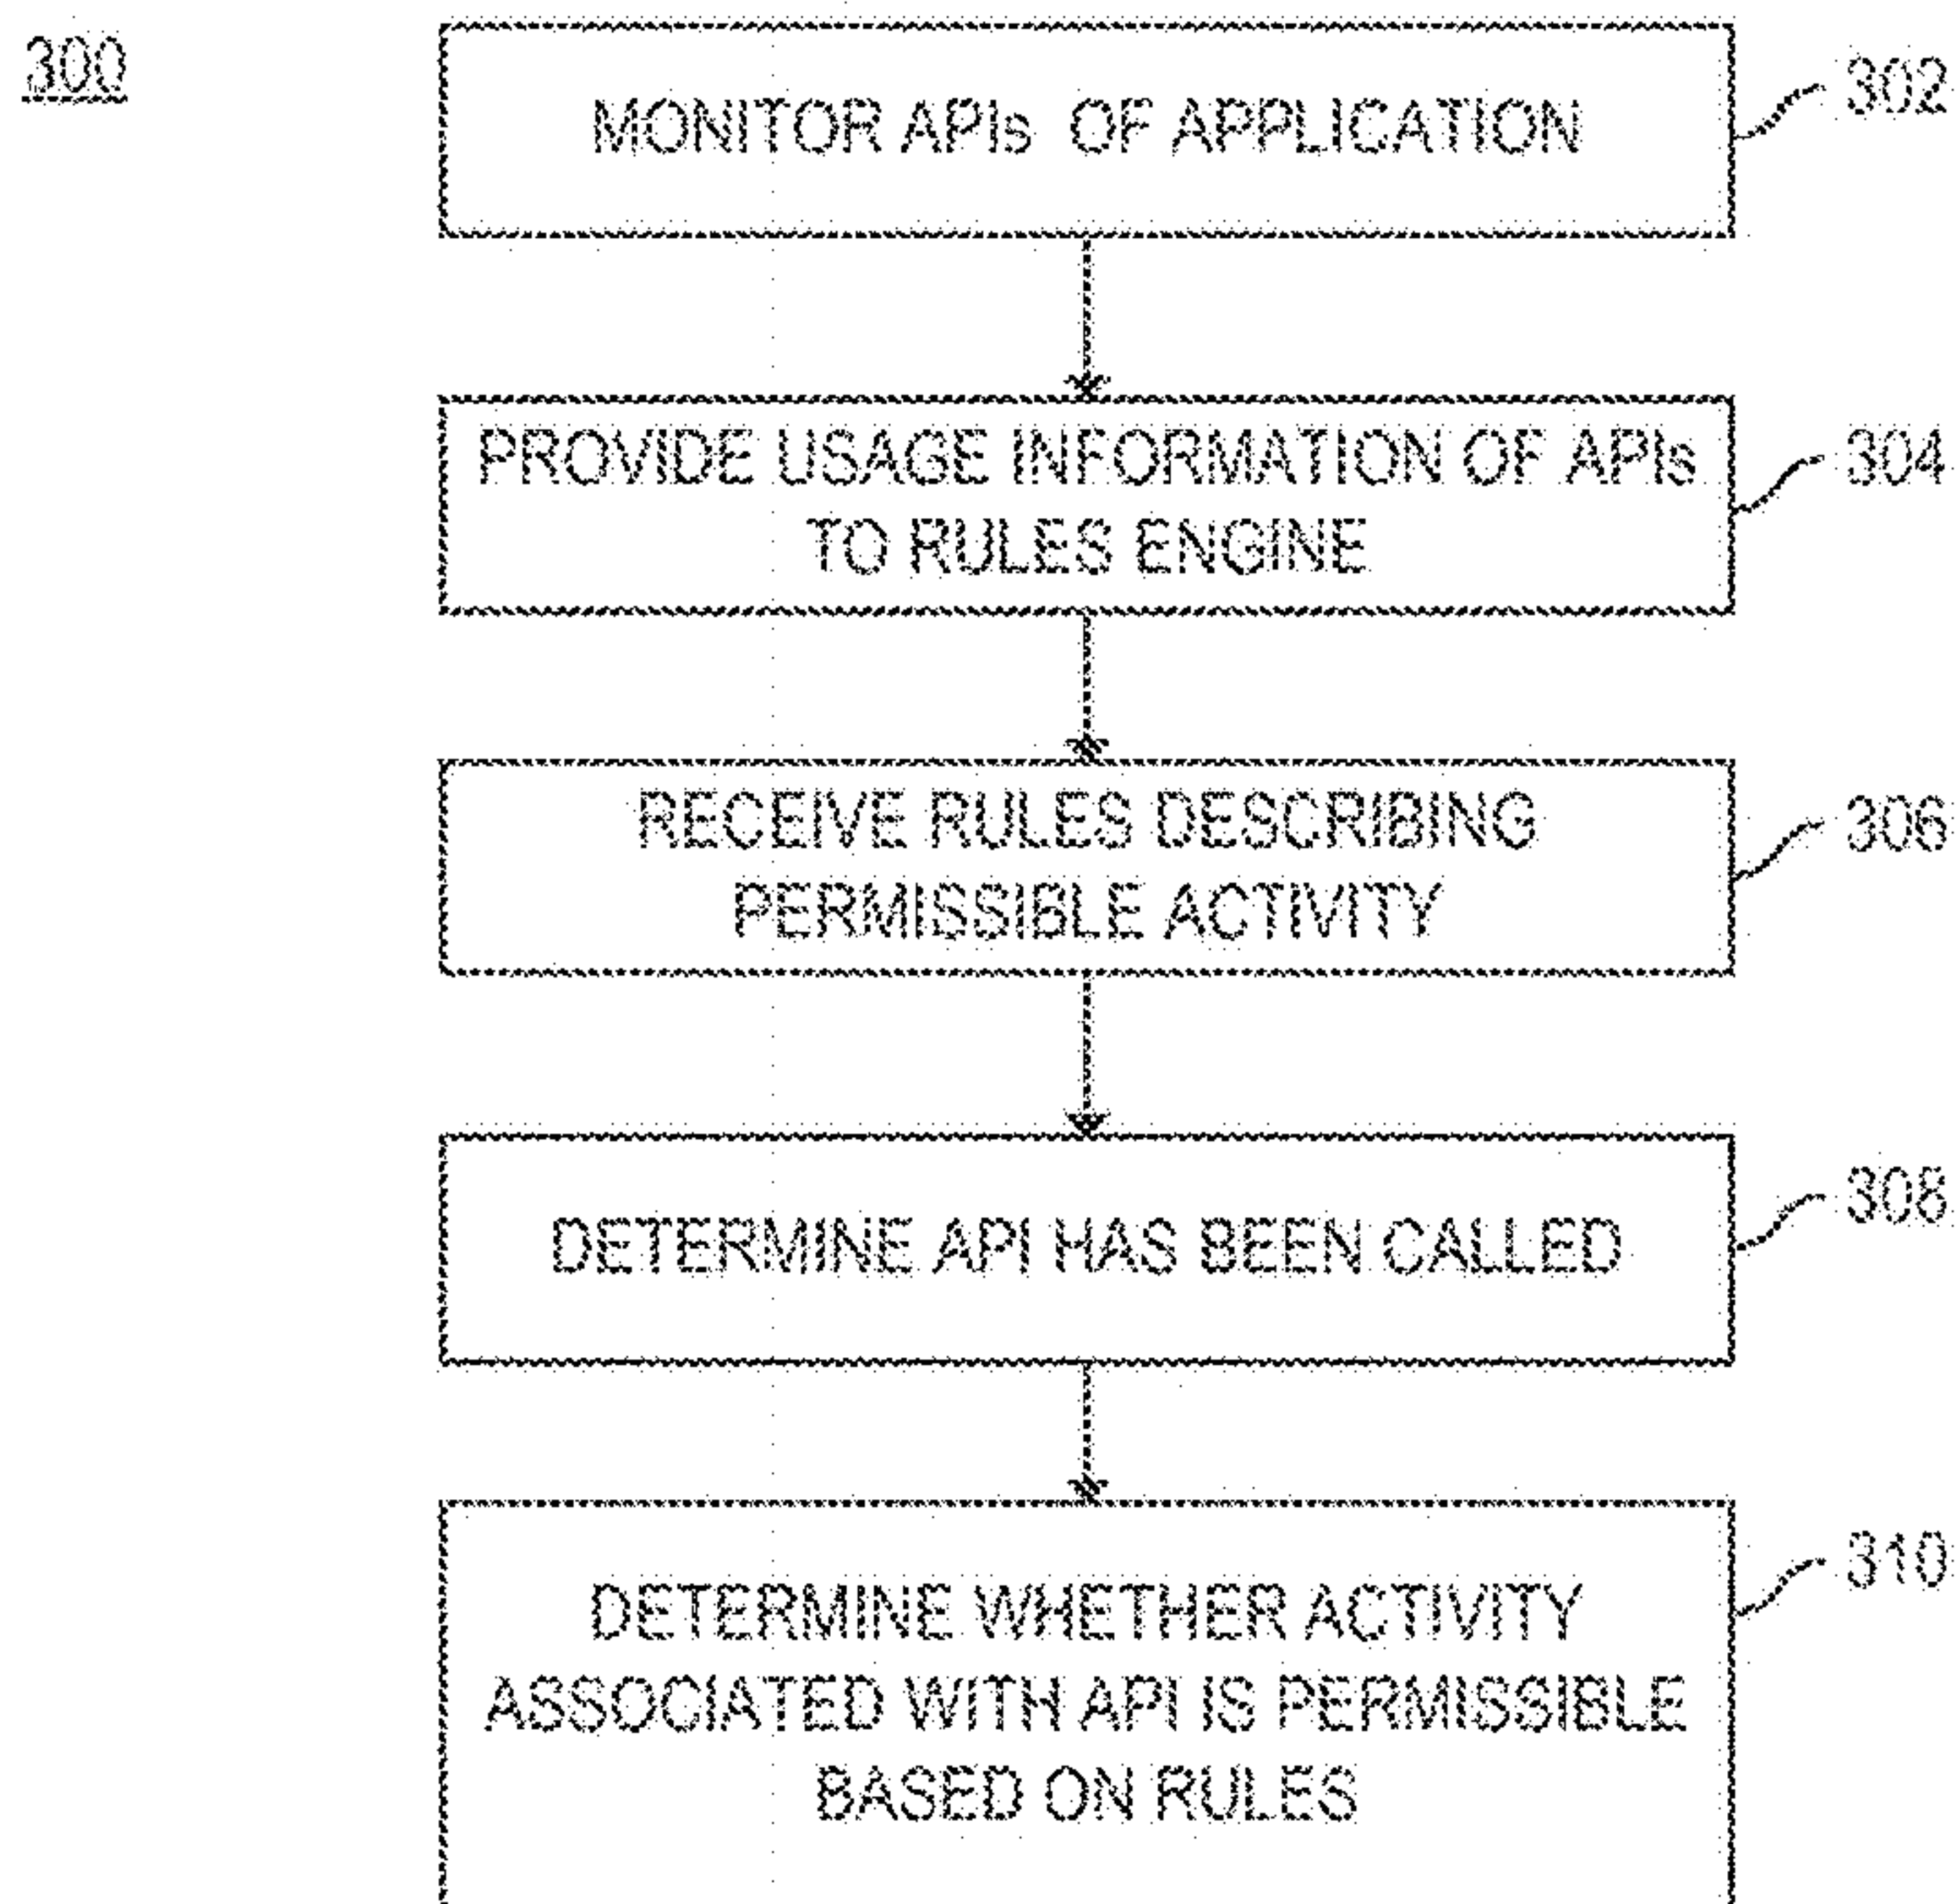 300
MONITOR APIs OF APPLICATION
302
PROVIDE USAGE INFORMATION OF APIs
TO RULES ENGINE
304
RECEIVE RULES DESCRIBING
PERMISSIBLE ACTIVITY
306
DETERMINE API HAS BEEN CALLED
308
DETERMINE WHETHER ACTIVITY
ASSOCIATED WITH API IS PERMISSIBLE
BASED ON RULES
310